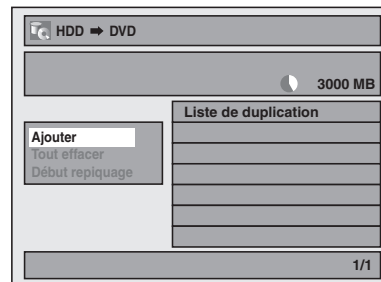 HDD ➡ DVD
3000 MB
Liste de duplication
Ajouter
Tout effacer
Début repiquage
1/1